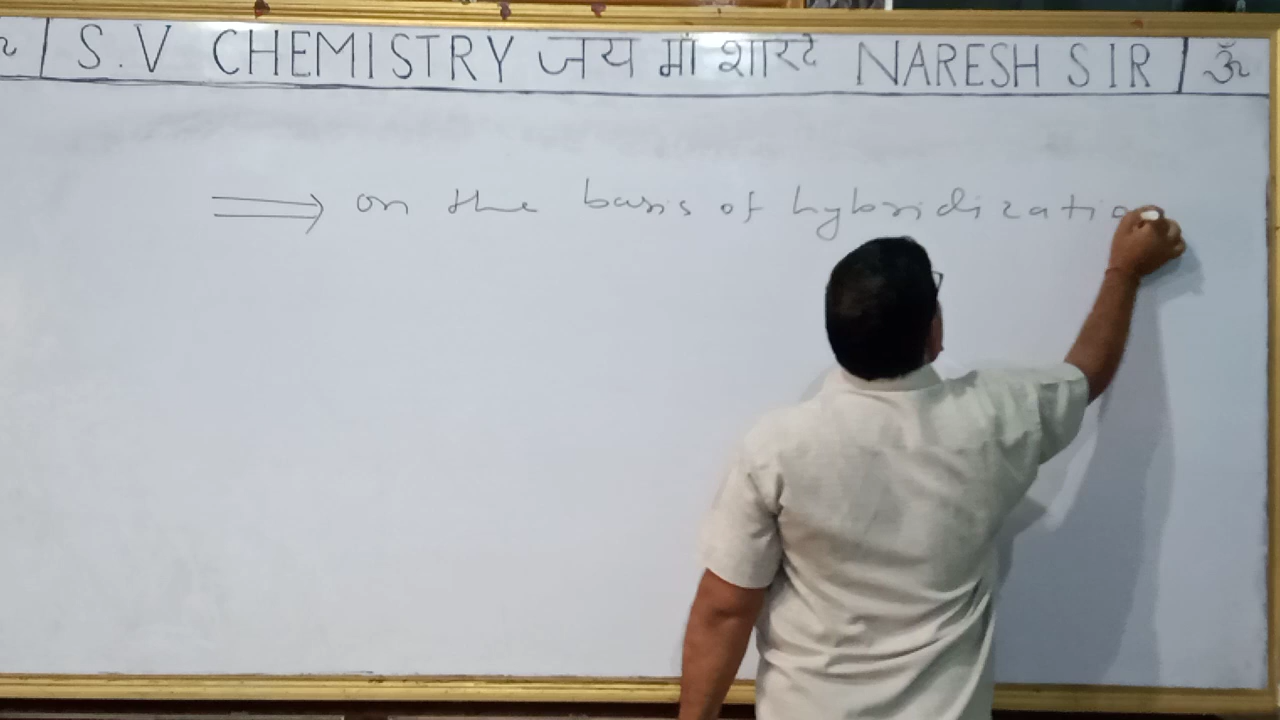 ॐ | S.V CHEMISTRY जय माँ शारदे NARESH SIR | ॐ
⟹ on the basis of hybridizatio